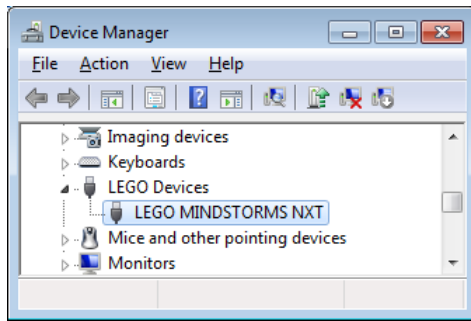 Device Manager
File Action View Help
Imaging devices
Keyboards
LEGO Devices
LEGO MINDSTORMS NXT
Mice and other pointing devices
Monitors